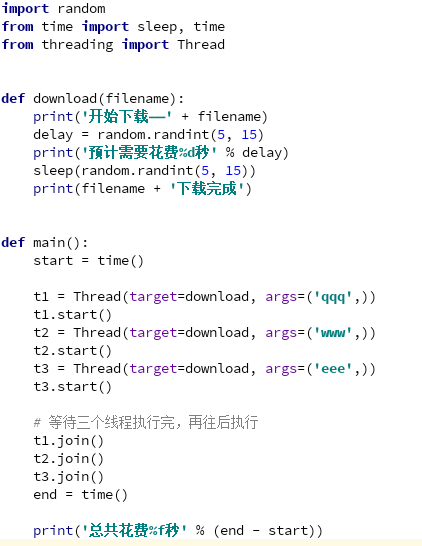 import random
from time import sleep, time
from threading import Thread
def download(filename):
    print('开始下载——' + filename)
    delay = random.randint(5, 15)
    print('预计需要花费%d秒' % delay)
    sleep(random.randint(5, 15))
    print(filename + '下载完成')
def main():
    start = time()
    t1 = Thread(target=download, args=('qqq',))
    t1.start()
    t2 = Thread(target=download, args=('www',))
    t2.start()
    t3 = Thread(target=download, args=('eee',))
    t3.start()
    # 等待三个线程执行完，再往后执行
    t1.join()
    t2.join()
    t3.join()
    end = time()
    print('总共花费%f秒' % (end - start))